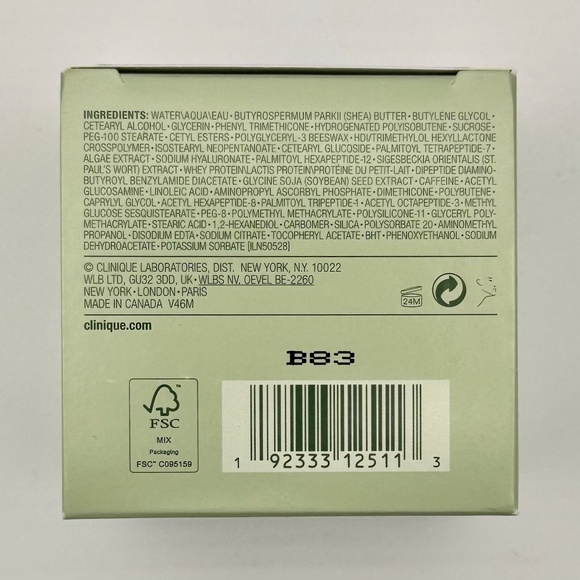 INGREDIENTS: WATER\AQUA\EAU • BUTYROSPERMUM PARKII (SHEA) BUTTER • BUTYLENE GLYCOL •
CETEARYL ALCOHOL • GLYCERIN • PHENYL TRIMETHICONE • HYDROGENATED POLYISOBUTENE • SUCROSE •
PEG-100 STEARATE • CETYL ESTERS • POLYGLYCERYL-3 BEESWAX • HDI/TRIMETHYLOL HEXYLLACTONE
CROSSPOLYMER • ISOSTEARYL NEOPENTANOATE • CETEARYL GLUCOSIDE • PALMITOYL TETRAPEPTIDE-7 •
ALGAE EXTRACT • SODIUM HYALURONATE • PALMITOYL HEXAPEPTIDE-12 • SIGESBECKIA ORIENTALIS (ST.
PAUL'S WORT) EXTRACT • WHEY PROTEIN\LACTIS PROTEIN\PROTÉINE DU PETIT-LAIT • DIPEPTIDE DIAMINO-
BUTYROYL BENZYLAMIDE DIACETATE • GLYCINE SOJA (SOYBEAN) SEED EXTRACT • CAFFEINE • ACETYL
GLUCOSAMINE • LINOLEIC ACID • AMINOPROPYL ASCORBYL PHOSPHATE • DIMETHICONE • POLYBUTENE •
CAPRYLYL GLYCOL • ACETYL HEXAPEPTIDE-8 • PALMITOYL TRIPEPTIDE-1 • ACETYL OCTAPEPTIDE-3 • METHYL
GLUCOSE SESQUISTEARATE • PEG-8 • POLYMETHYL METHACRYLATE • POLYSILICONE-11 • GLYCERYL POLY-
METHACRYLATE • STEARIC ACID • 1,2-HEXANEDIOL • CARBOMER • SILICA • POLYSORBATE 20 • AMINOMETHYL
PROPANOL • DISODIUM EDTA • SODIUM CITRATE • TOCOPHERYL ACETATE • BHT • PHENOXYETHANOL • SODIUM
DEHYDROACETATE • POTASSIUM SORBATE [ILN50528]
© CLINIQUE LABORATORIES, DIST. NEW YORK, N.Y. 10022
WLB LTD, GU32 3DD, UK • WLBS NV. OEVEL BE-2260
NEW YORK • LONDON • PARIS
MADE IN CANADA V46M
24M
clinique.com
B83
FSC
MIX
Packaging
FSC™ C095159
1 92333 12511 3